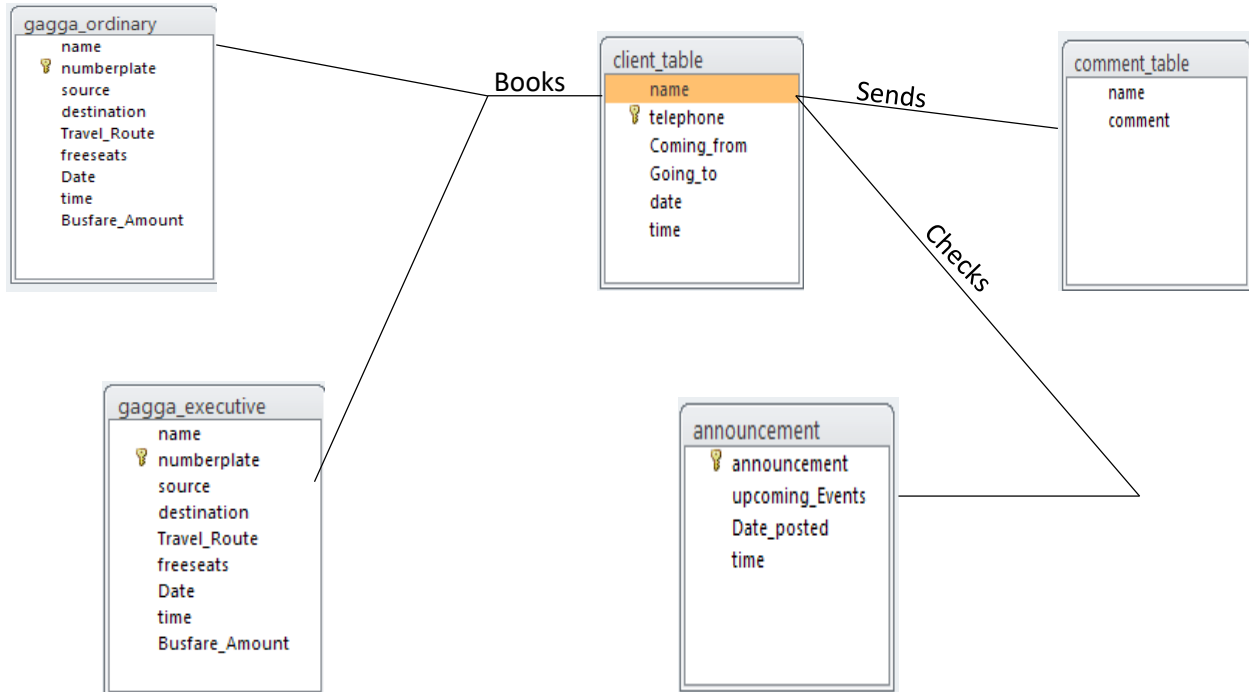 gagga_ordinary
name
numberplate
source
destination
Travel_Route
freeseats
Date
time
Busfare_Amount
Books
client_table
name
telephone
Coming_from
Going_to
date
time
Sends
comment_table
name
comment
Checks
gagga_executive
name
numberplate
source
destination
Travel_Route
freeseats
Date
time
Busfare_Amount
announcement
announcement
upcoming_Events
Date_posted
time